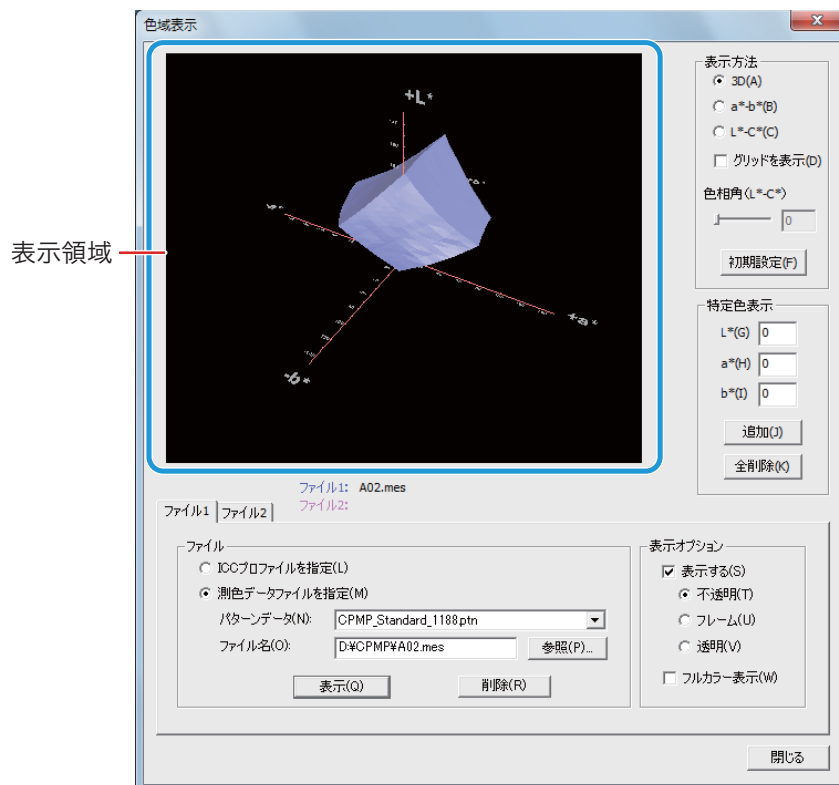 色域表示
表示領域
+L*
+a*
-b*
表示方法
3D(A)
a*-b*(B)
L*-C*(C)
グリッドを表示(D)
色相角(L*-C*)
0
初期設定(F)
特定色表示
L*(G) 0
a*(H) 0
b*(I) 0
追加(J)
全削除(K)
ファイル1: A02.mes
ファイル2:
ファイル1 ファイル2
ファイル
ICCプロファイルを指定(L)
測色データファイルを指定(M)
パターンデータ(N): CPMP_Standard_1188.ptn
ファイル名(O): D:¥CPMP¥A02.mes 参照(P)...
表示(Q) 削除(R)
表示オプション
表示する(S)
不透明(T)
フレーム(U)
透明(V)
フルカラー表示(W)
閉じる